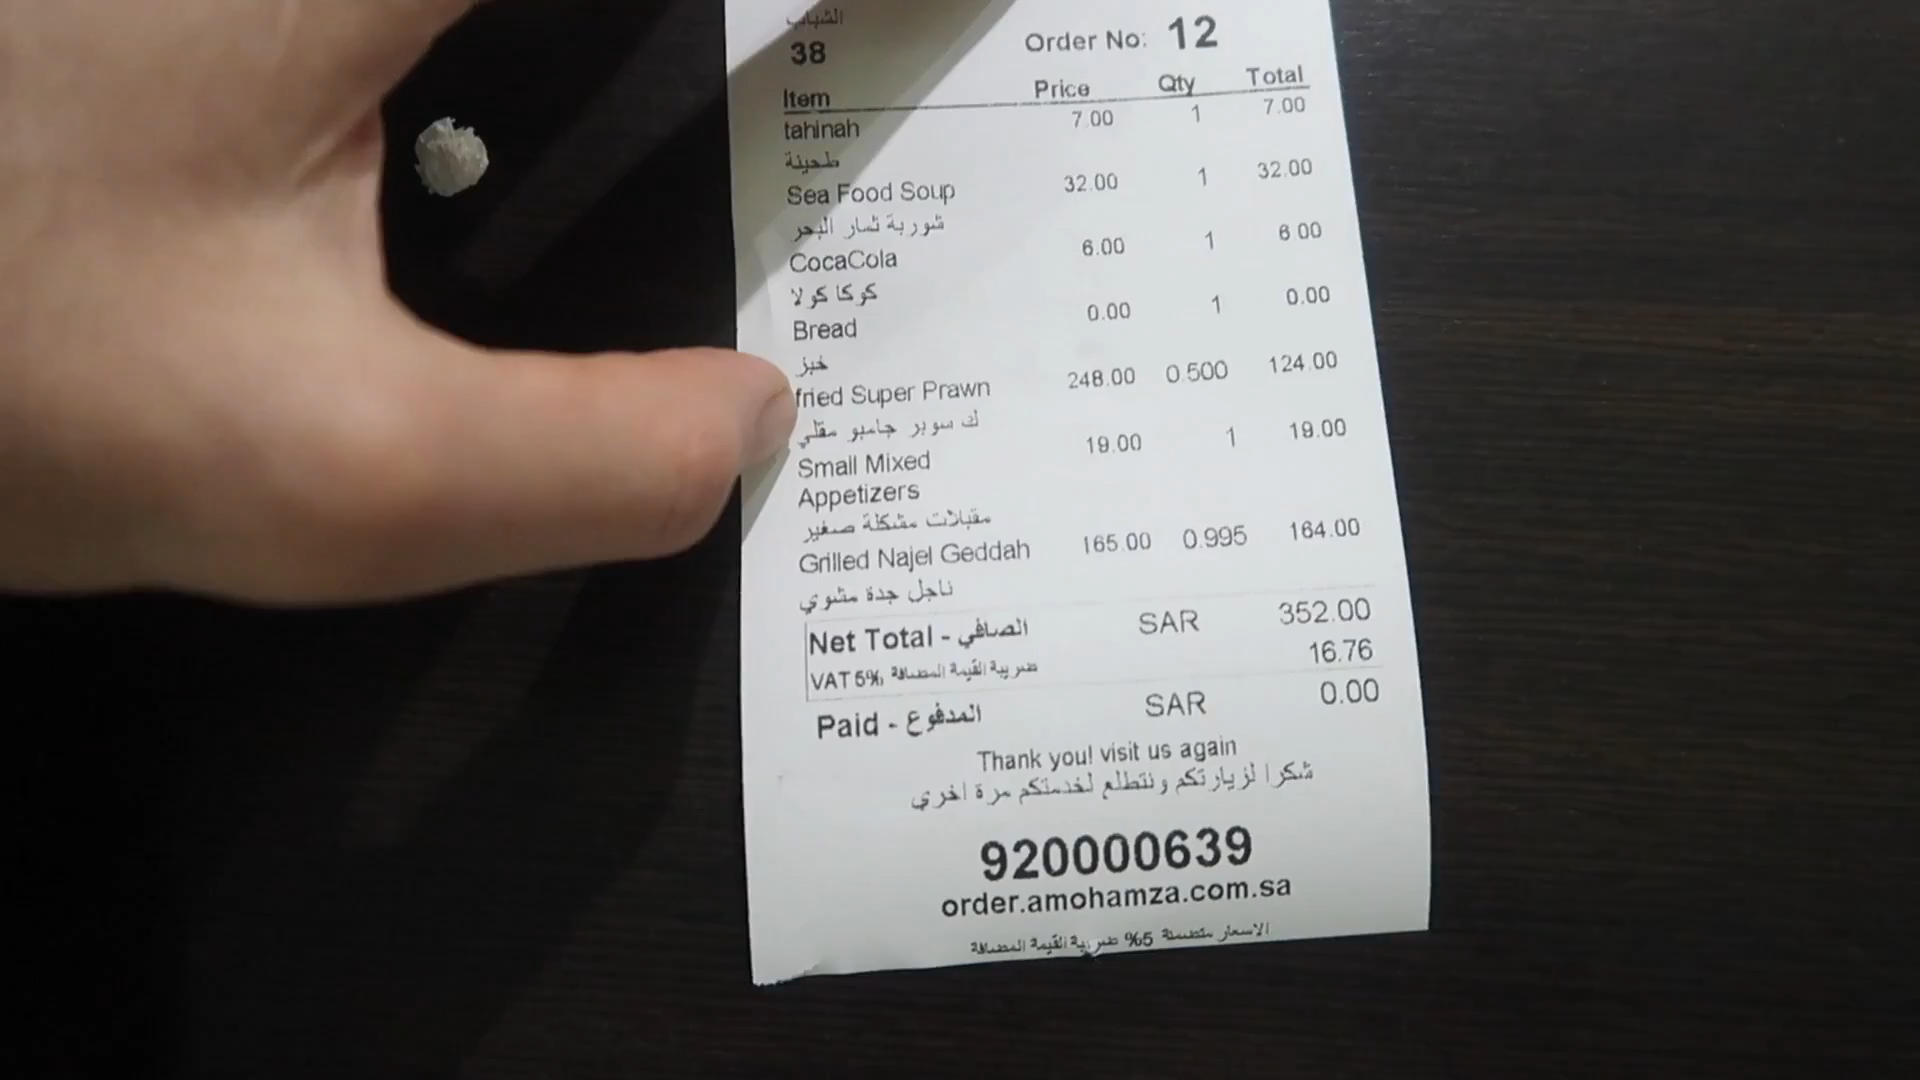 الشباب
38 Order No: 12
Item Price Qty Total
tahinah 7.00 1 7.00
طحينة
Sea Food Soup 32.00 1 32.00
شوربة ثمار البحر
CocaCola 6.00 1 6.00
كوكا كولا
Bread 0.00 1 0.00
خبز
fried Super Prawn 248.00 0.500 124.00
ك سوبر جامبو مقلي
Small Mixed 19.00 1 19.00
Appetizers
مقبلات مشكلة صغير
Grilled Najel Geddah 165.00 0.995 164.00
ناجل جدة مشوي
Net Total - الصافي SAR 352.00
VAT 5%, ضريبة القيمة المضافة 16.76
Paid - المدفوع SAR 0.00
Thank you! visit us again
شكرا لزيارتكم ونتطلع لخدمتكم مرة اخري
920000639
order.amohamza.com.sa
الاسعار متضمنة 5% ضريبة القيمة المضافة